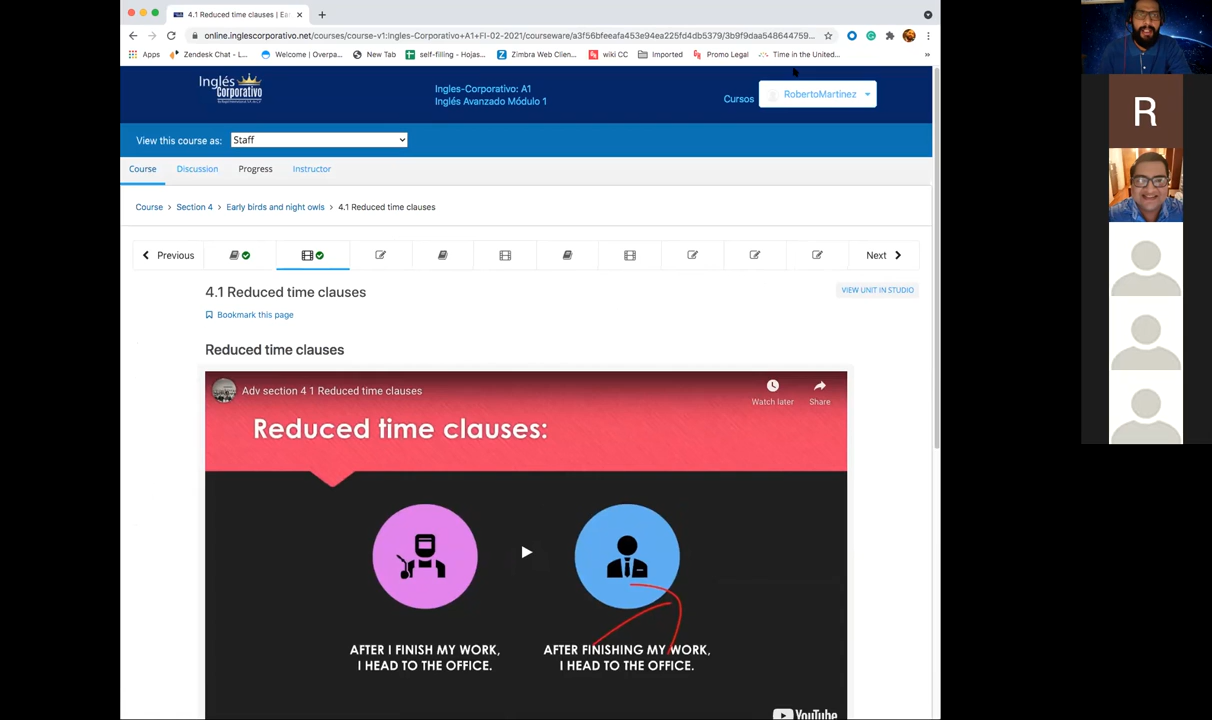 4.1 Reduced time clauses | Ea
online.inglescorporativo.net/courses/course-v1:Ingles-Corporativo+A1+FI-02-2021/courseware/a3f56bfeefa453e94ea225fd4db5379/3b9f9daa548644759...
Apps
Zendesk Chat - L...
Welcome | Overpa...
New Tab
self-filling - Hojas...
Zimbra Web Clien...
wiki CC
Imported
Promo Legal
Time in the United...
»
Inglés
Corporativo
Ingles-Corporativo: A1
Inglés Avanzado Módulo 1
Cursos
RobertoMartinez
View this course as:
Staff
Course
Discussion
Progress
Instructor
Course > Section 4 > Early birds and night owls > 4.1 Reduced time clauses
Previous
Next
4.1 Reduced time clauses
VIEW UNIT IN STUDIO
Bookmark this page
Reduced time clauses
Adv section 4 1 Reduced time clauses
Watch later
Share
Reduced time clauses:
AFTER I FINISH MY WORK,
I HEAD TO THE OFFICE.
AFTER FINISHING MY WORK,
I HEAD TO THE OFFICE.
YouTube
R